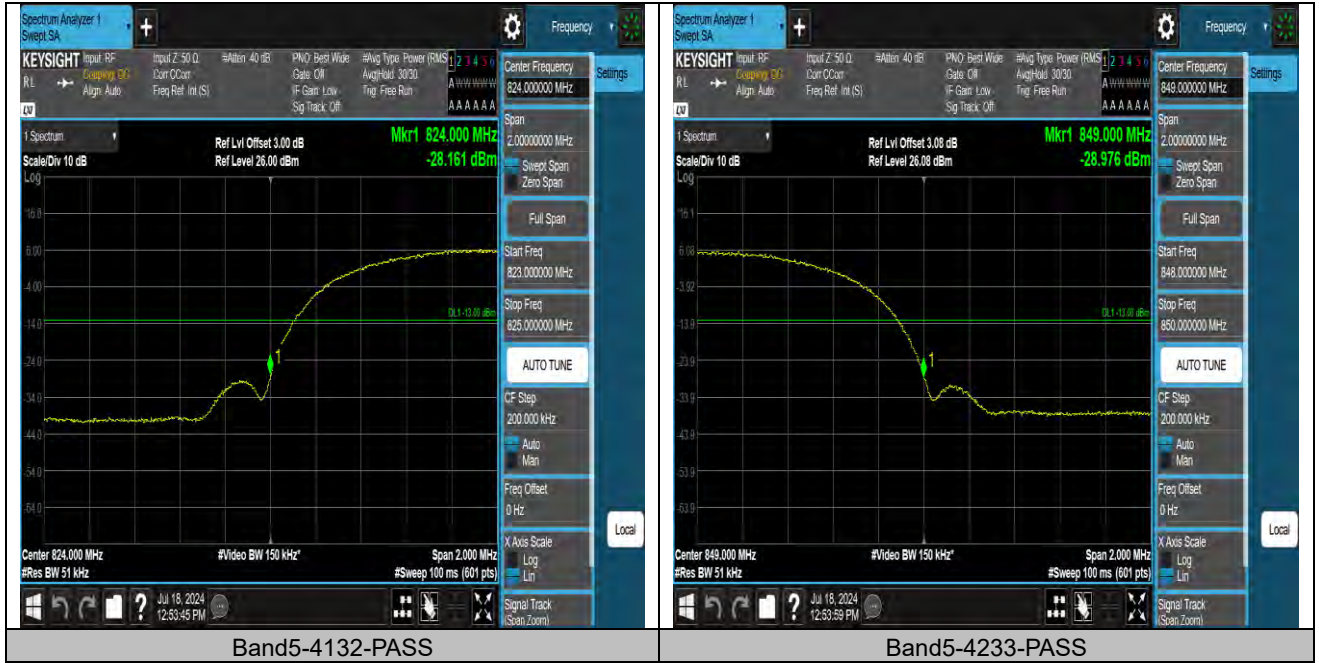 Spectrum Analyzer 1
Swept SA
+
Frequency
KEYSIGHT
Input: RF
Coupling: DC
Align: Auto
Input Z: 50 Ω
Corr CCorr
Freq Ref: Int (S)
#Atten: 40 dB
PNO: Best Wide
Gate: Off
IF Gain: Low
Sig Track: Off
#Avg Type: Power (RMS
Avg|Hold: 30/30
Trig: Free Run
1 2 3 4 5 6
A W W W W W
A A A A A A
RL
LXI
Center Frequency
824.000000 MHz
Settings
1 Spectrum
Scale/Div 10 dB
Log
Ref Lvl Offset 3.00 dB
Ref Level 26.00 dBm
Mkr1 824.000 MHz
-28.161 dBm
Span
2.00000000 MHz
Swept Span
Zero Span
Full Span
Start Freq
823.000000 MHz
Stop Freq
825.000000 MHz
AUTO TUNE
CF Step
200.000 kHz
Auto
Man
Freq Offset
0 Hz
X Axis Scale
Log
Lin
Signal Track
(Span Zoom)
Local
16.0
6.00
-4.00
-14.0
-24.0
-34.0
-44.0
-54.0
-64.0
DL1 -13.00 dBm
1
Center 824.000 MHz
#Res BW 51 kHz
#Video BW 150 kHz*
Span 2.000 MHz
#Sweep 100 ms (601 pts)
?
Jul 18, 2024
12:53:45 PM
Band5-4132-PASS
Spectrum Analyzer 1
Swept SA
+
Frequency
KEYSIGHT
Input: RF
Coupling: DC
Align: Auto
Input Z: 50 Ω
Corr CCorr
Freq Ref: Int (S)
#Atten: 40 dB
PNO: Best Wide
Gate: Off
IF Gain: Low
Sig Track: Off
#Avg Type: Power (RMS
Avg|Hold: 30/30
Trig: Free Run
1 2 3 4 5 6
A W W W W W
A A A A A A
RL
LXI
Center Frequency
849.000000 MHz
Settings
1 Spectrum
Scale/Div 10 dB
Log
Ref Lvl Offset 3.08 dB
Ref Level 26.08 dBm
Mkr1 849.000 MHz
-28.976 dBm
Span
2.00000000 MHz
Swept Span
Zero Span
Full Span
Start Freq
848.000000 MHz
Stop Freq
850.000000 MHz
AUTO TUNE
CF Step
200.000 kHz
Auto
Man
Freq Offset
0 Hz
X Axis Scale
Log
Lin
Signal Track
(Span Zoom)
Local
16.1
6.08
-3.92
-13.9
-23.9
-33.9
-43.9
-53.9
-63.9
DL1 -13.00 dBm
1
Center 849.000 MHz
#Res BW 51 kHz
#Video BW 150 kHz*
Span 2.000 MHz
#Sweep 100 ms (601 pts)
?
Jul 18, 2024
12:53:59 PM
Band5-4233-PASS